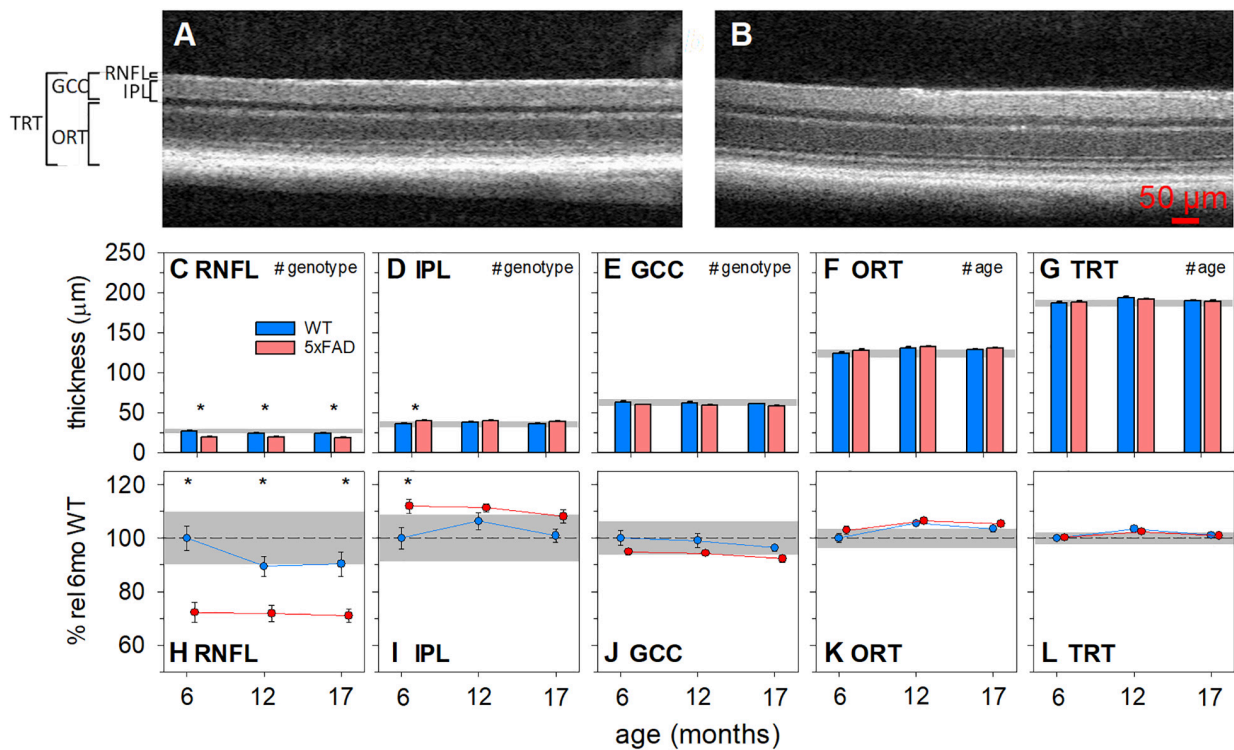 A
B
RNFL
GCC
IPL
TRT
ORT
50 µm
C RNFL # genotype
D IPL # genotype
E GCC # genotype
F ORT # age
G TRT # age
250
200
150
100
50
0
thickness (µm)
WT
5xFAD
* * *
*
* * *
*
120
100
80
60
% rel 6mo WT
H RNFL
I IPL
J GCC
K ORT
L TRT
6 12 17 6 12 17 6 12 17 6 12 17 6 12 17
age (months)